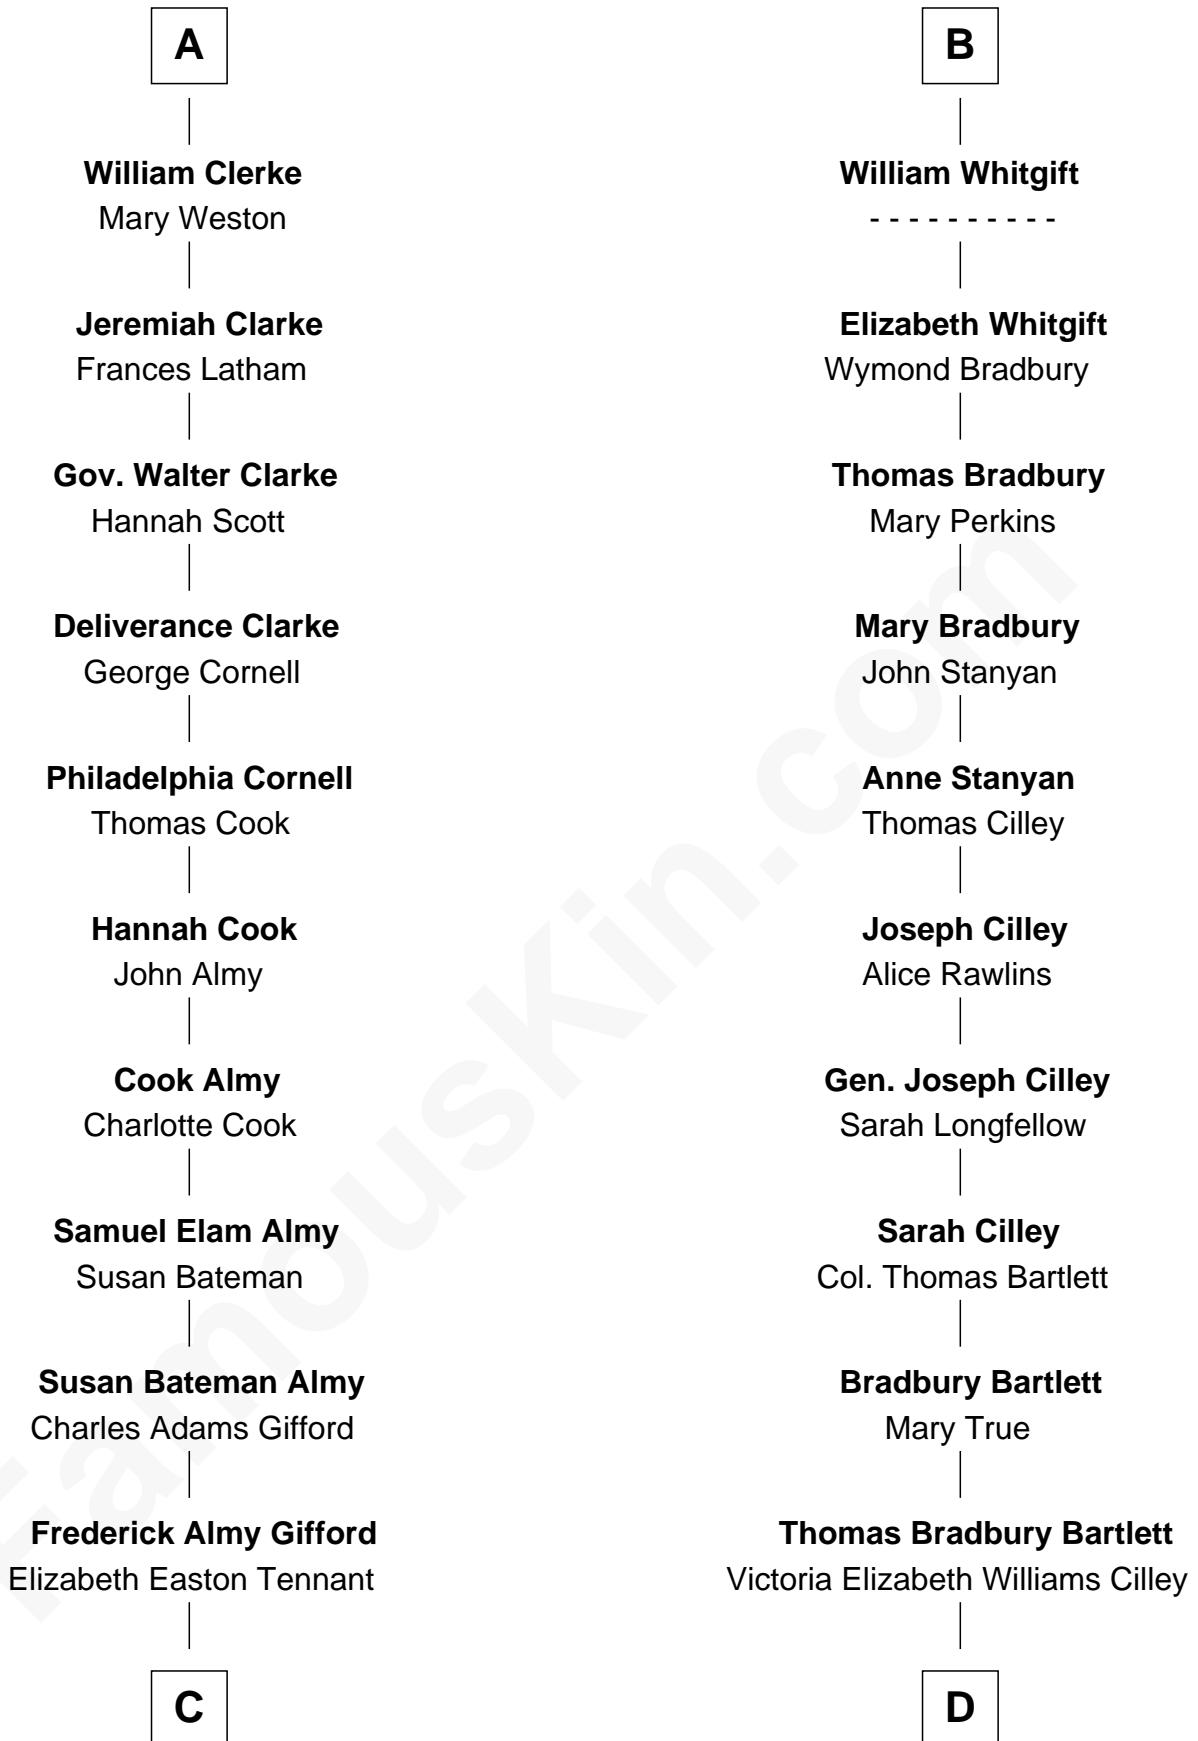 A
William Clerke
Mary Weston
Jeremiah Clarke
Frances Latham
Gov. Walter Clarke
Hannah Scott
Deliverance Clarke
George Cornell
Philadelphia Cornell
Thomas Cook
Hannah Cook
John Almy
Cook Almy
Charlotte Cook
Samuel Elam Almy
Susan Bateman
Susan Bateman Almy
Charles Adams Gifford
Frederick Almy Gifford
Elizabeth Easton Tennant
C
B
William Whitgift
- - - - - - - - - -
Elizabeth Whitgift
Wymond Bradbury
Thomas Bradbury
Mary Perkins
Mary Bradbury
John Stanyan
Anne Stanyan
Thomas Cilley
Joseph Cilley
Alice Rawlins
Gen. Joseph Cilley
Sarah Longfellow
Sarah Cilley
Col. Thomas Bartlett
Bradbury Bartlett
Mary True
Thomas Bradbury Bartlett
Victoria Elizabeth Williams Cilley
D
FamousKin.com